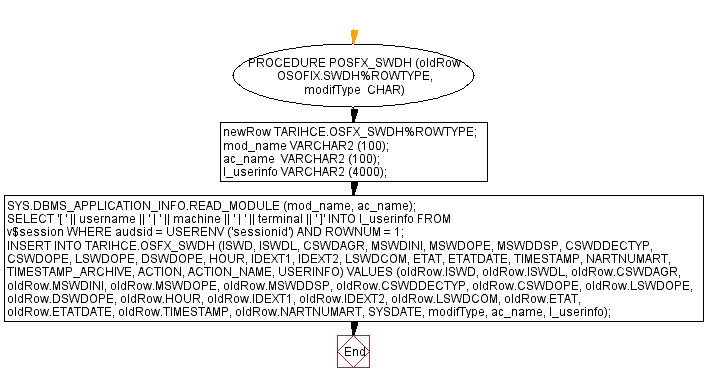 PROCEDURE POSFX_SWDH (oldRow
OSOFIX.SWDH%ROWTYPE,
modifType  CHAR)
newRow TARIHCE.OSFX_SWDH%ROWTYPE;
mod_name VARCHAR2 (100);
ac_name  VARCHAR2 (100);
l_userinfo VARCHAR2 (4000);
SYS.DBMS_APPLICATION_INFO.READ_MODULE (mod_name, ac_name);
SELECT '[ ' || username || ' | ' || machine || ' | ' || terminal || ' ]' INTO l_userinfo FROM
v$session WHERE audsid = USERENV ('sessionid') AND ROWNUM = 1;
INSERT INTO TARIHCE.OSFX_SWDH (ISWD, ISWDL, CSWDAGR, MSWDINI, MSWDOPE, MSWDDSP, CSWDDECTYP,
CSWDOPE, LSWDOPE, DSWDOPE, HOUR, IDEXT1, IDEXT2, LSWDCOM, ETAT, ETATDATE, TIMESTAMP, NARTNUMART,
TIMESTAMP_ARCHIVE, ACTION, ACTION_NAME, USERINFO) VALUES (oldRow.ISWD, oldRow.ISWDL, oldRow.CSWDAGR,
oldRow.MSWDINI, oldRow.MSWDOPE, oldRow.MSWDDSP, oldRow.CSWDDECTYP, oldRow.CSWDOPE, oldRow.LSWDOPE,
oldRow.DSWDOPE, oldRow.HOUR, oldRow.IDEXT1, oldRow.IDEXT2, oldRow.LSWDCOM, oldRow.ETAT,
oldRow.ETATDATE, oldRow.TIMESTAMP, oldRow.NARTNUMART, SYSDATE, modifType, ac_name, l_userinfo);
End